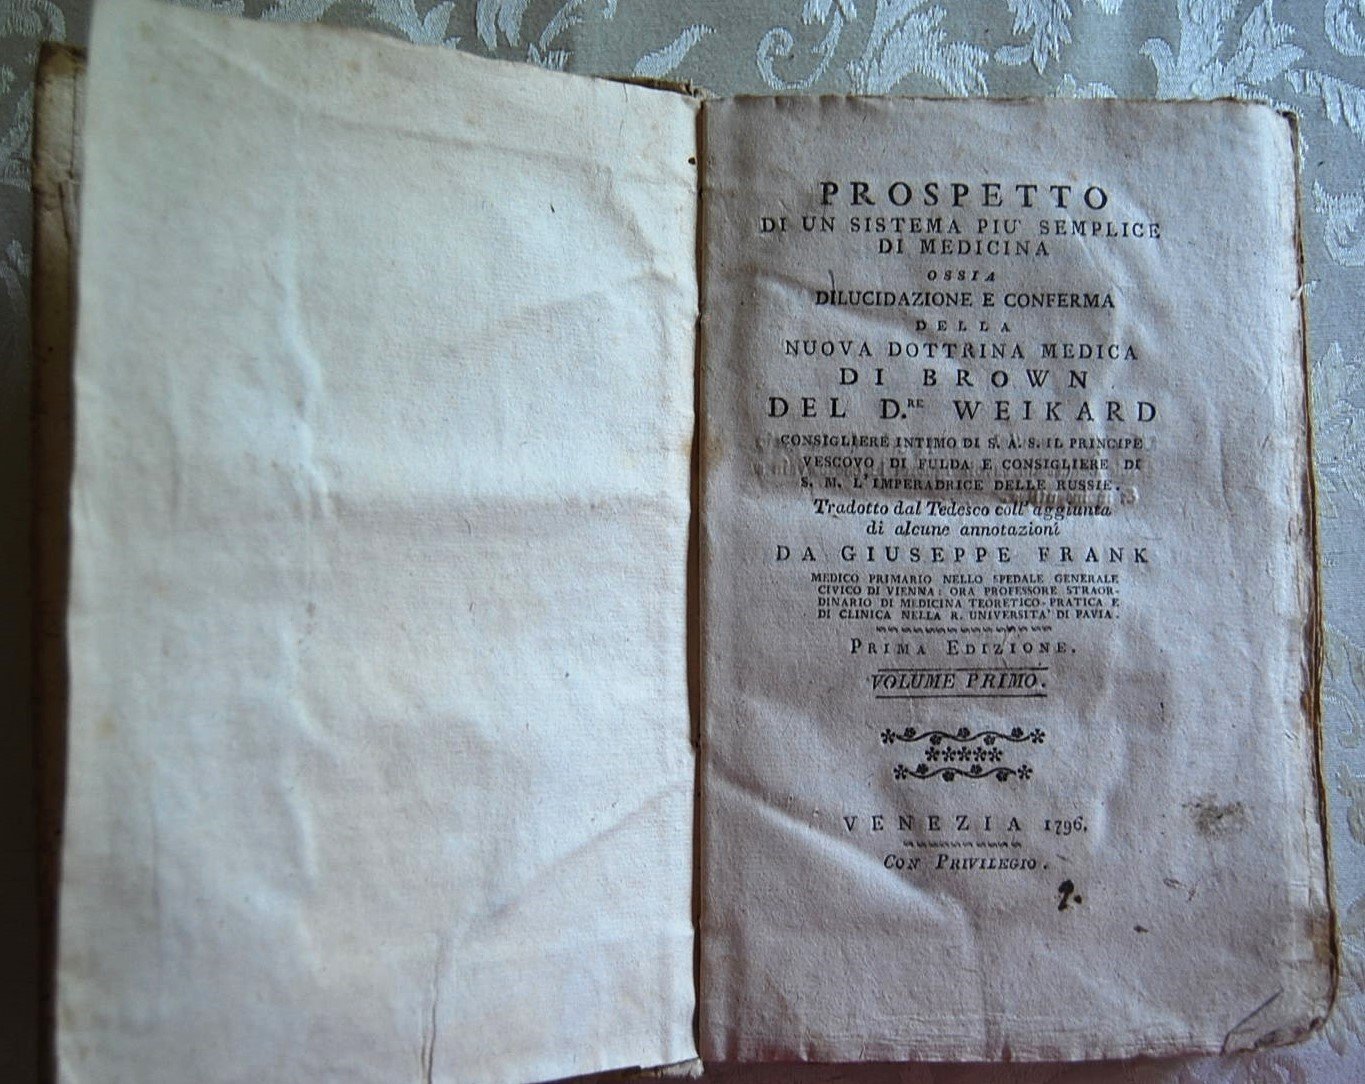 PROSPETTO
DI UN SISTEMA PIU' SEMPLICE
DI MEDICINA
OSSIA
DILUCIDAZIONE E CONFERMA
DELLA
NUOVA DOTTRINA MEDICA
DI BROWN
DEL D.RE WEIKARD
CONSIGLIERE INTIMO DI S. A. S. IL PRINCIPE
VESCOVO DI FULDA E CONSIGLIERE DI
S. M. L'IMPERADRICE DELLE RUSSIE.
Tradotto dal Tedesco coll' aggiunta
di alcune annotazioni
DA GIUSEPPE FRANK
MEDICO PRIMARIO NELLO SPEDALE GENERALE
CIVICO DI VIENNA: ORA PROFESSORE STRAOR-
DINARIO DI MEDICINA TEORETICO-PRATICA E
DI CLINICA NELLA R. UNIVERSITA' DI PAVIA.
PRIMA EDIZIONE.
VOLUME PRIMO.
VENEZIA 1796.
CON PRIVILEGIO.